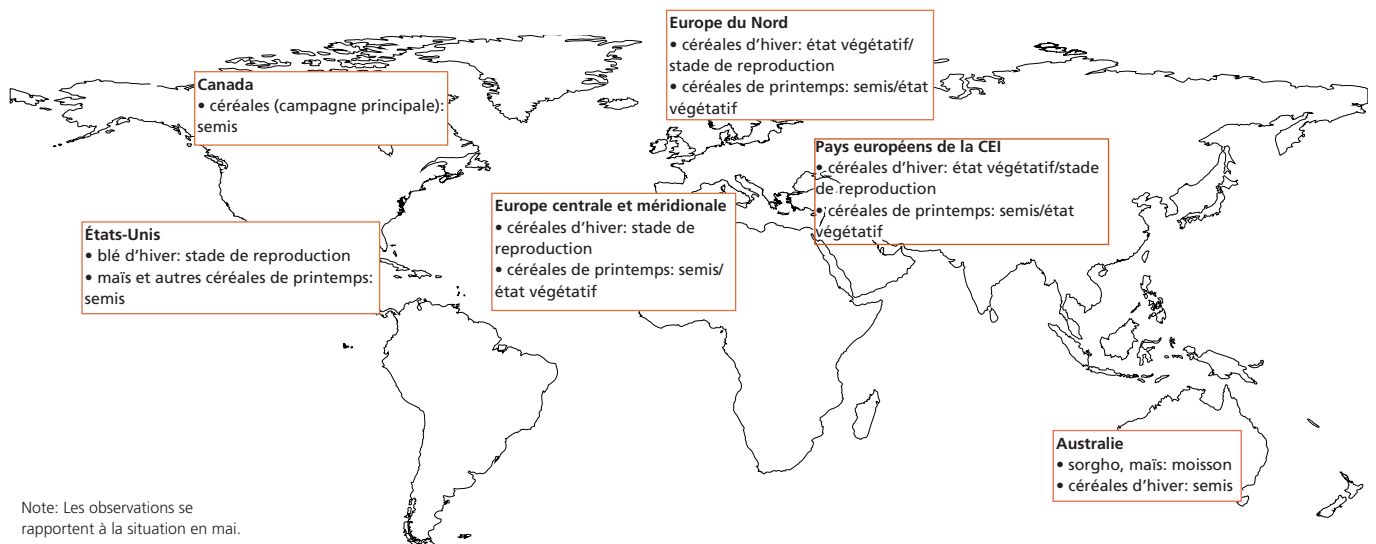 Europe du Nord
• céréales d’hiver: état végétatif/
stade de reproduction
• céréales de printemps: semis/état
végétatif
Canada
• céréales (campagne principale):
semis
Pays européens de la CEI
• céréales d’hiver: état végétatif/stade
de reproduction
• céréales de printemps: semis/état
végétatif
Europe centrale et méridionale
• céréales d’hiver: stade de
reproduction
• céréales de printemps: semis/
état végétatif
États-Unis
• blé d’hiver: stade de reproduction
• maïs et autres céréales de printemps:
semis
Australie
• sorgho, maïs: moisson
• céréales d’hiver: semis
Note: Les observations se
rapportent à la situation en mai.